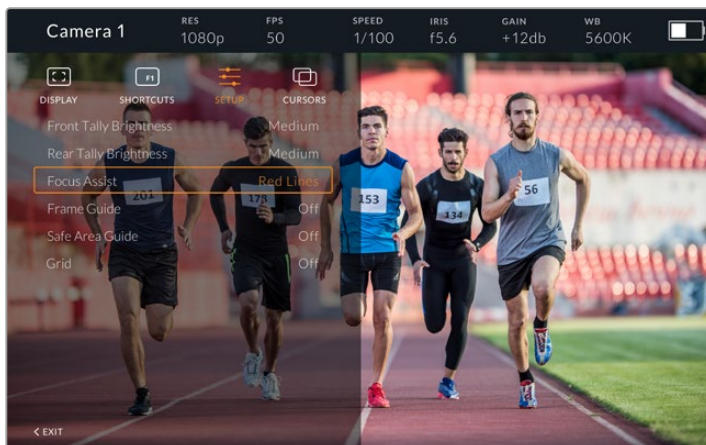 Camera 1
RES
1080p
FPS
50
SPEED
1/100
IRIS
f5.6
GAIN
+12db
WB
5600K
F1
DISPLAY
SHORTCUTS
SETUP
CURSORS
Front Tally Brightness Medium
Rear Tally Brightness Medium
Focus Assist Red Lines
Frame Guide Off
Safe Area Guide Off
Grid Off
201
173
153
134
56
< EXIT